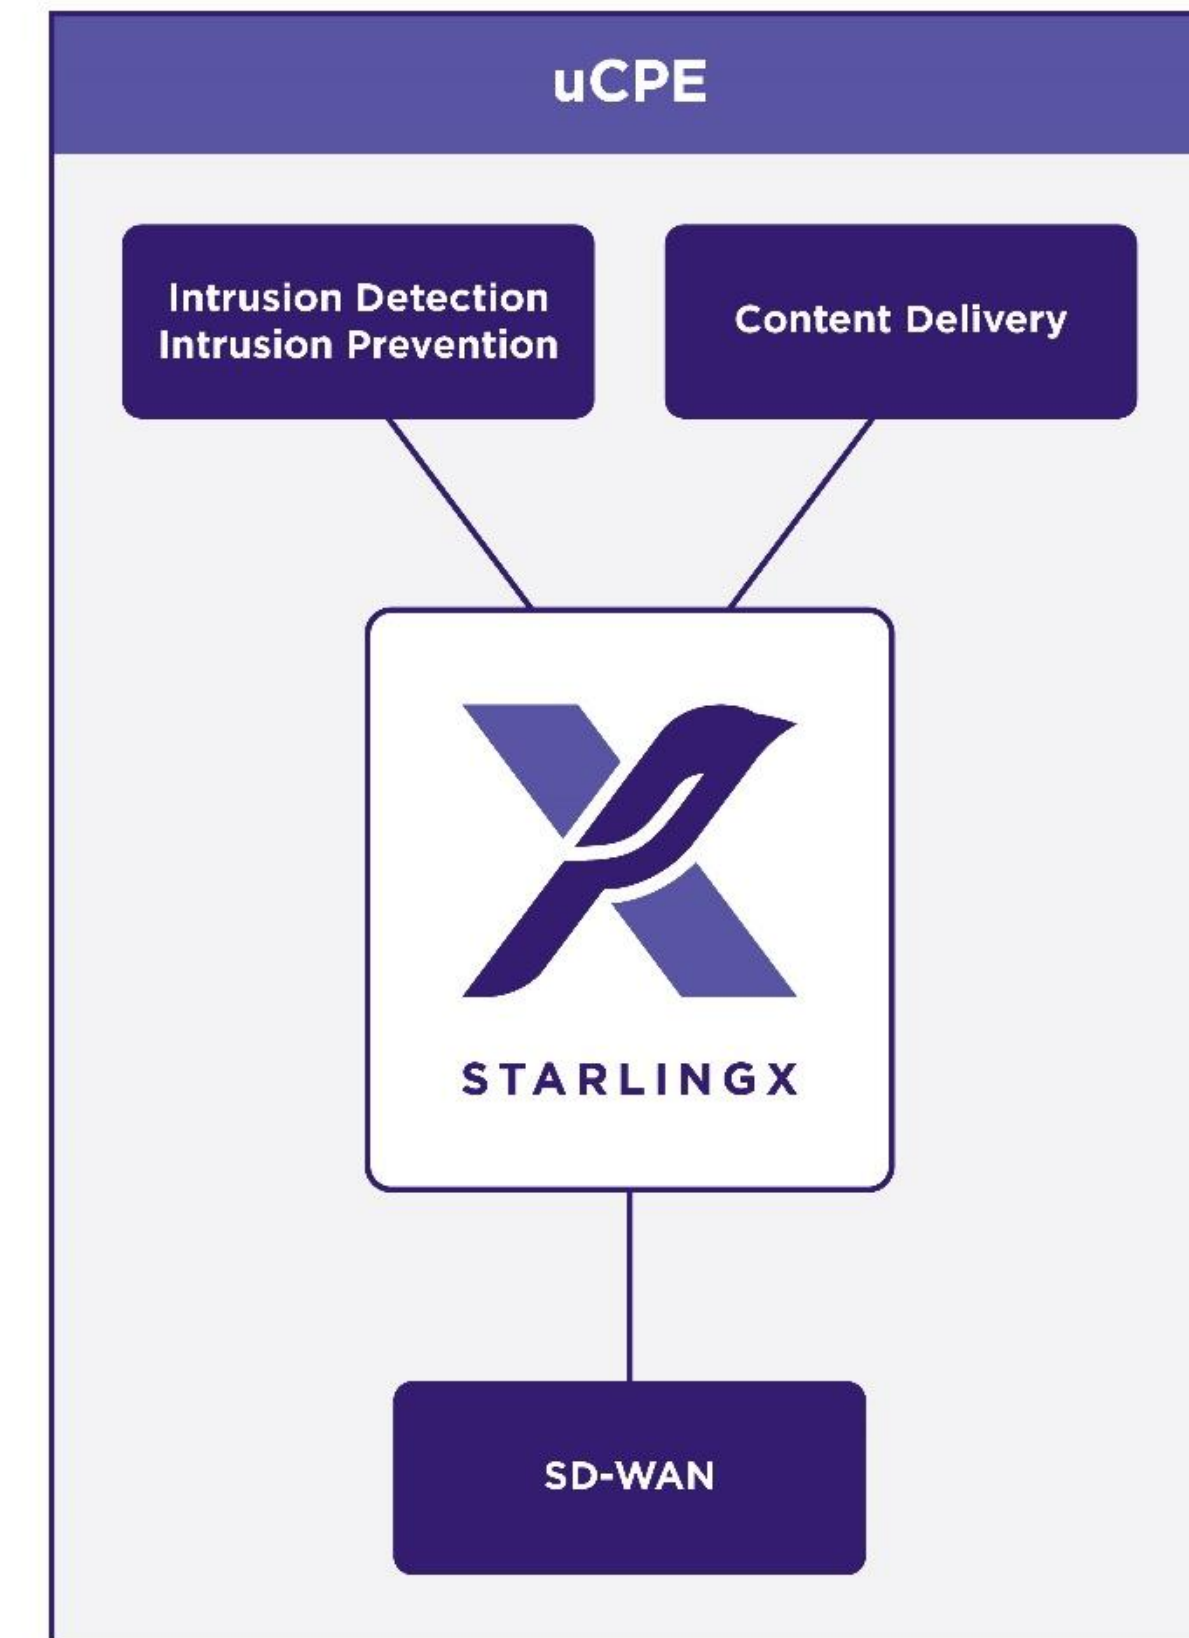 uCPE
Intrusion Detection
Intrusion Prevention
Content Delivery
STARLINGX
SD-WAN